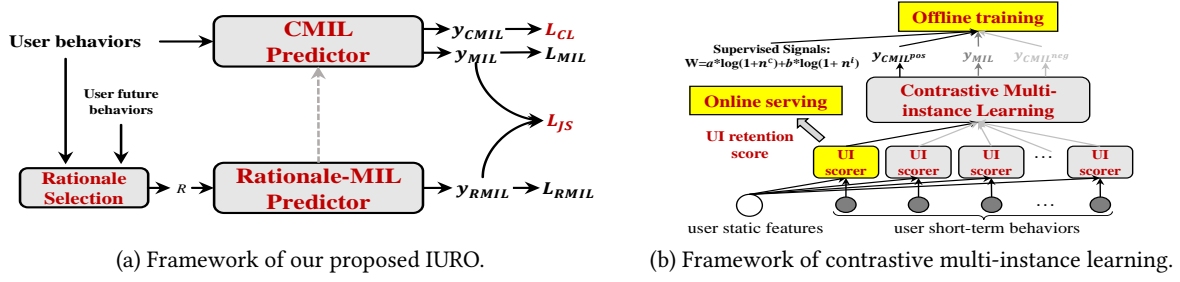 User behaviors
CMIL
Predictor
y_CMIL
L_CL
y_MIL
L_MIL
User future
behaviors
L_JS
Rationale
Selection
R
Rationale-MIL
Predictor
y_RMIL
L_RMIL
(a) Framework of our proposed IURO.
Offline training
Supervised Signals:
W=a*log(1+n^c)+b*log(1+ n^i)
y_CMIL^pos
y_MIL
y_CMIL^neg
Contrastive Multi-
instance Learning
Online serving
UI retention
score
UI
scorer
UI
scorer
UI
scorer
...
UI
scorer
...
user static features
user short-term behaviors
(b) Framework of contrastive multi-instance learning.